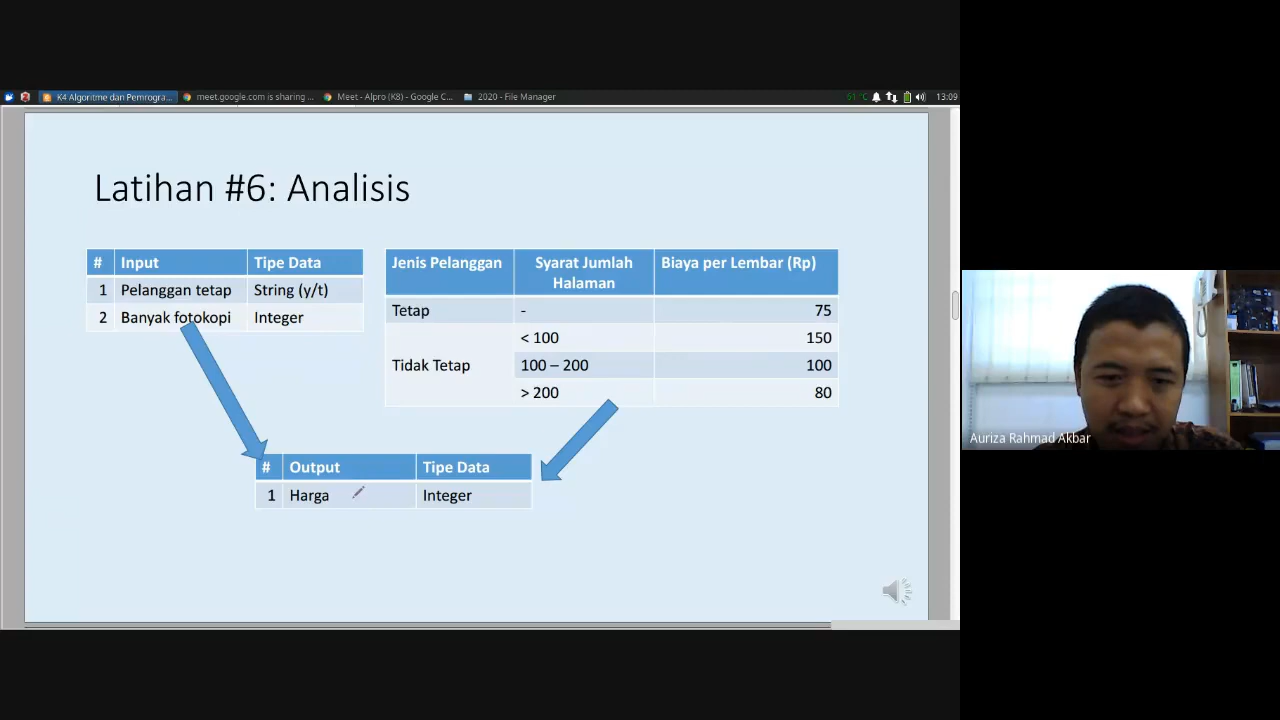 K4 Algoritme dan Pemrogra...
meet.google.com is sharing ...
Meet - Alpro (K8) - Google C...
2020 - File Manager
61 °C
13:09
Latihan #6: Analisis
# Input Tipe Data
1 Pelanggan tetap String (y/t)
2 Banyak fotokopi Integer
Jenis Pelanggan Syarat Jumlah Halaman Biaya per Lembar (Rp)
Tetap - 75
Tidak Tetap < 100 150
100 – 200 100
> 200 80
# Output Tipe Data
1 Harga Integer
Auriza Rahmad Akbar